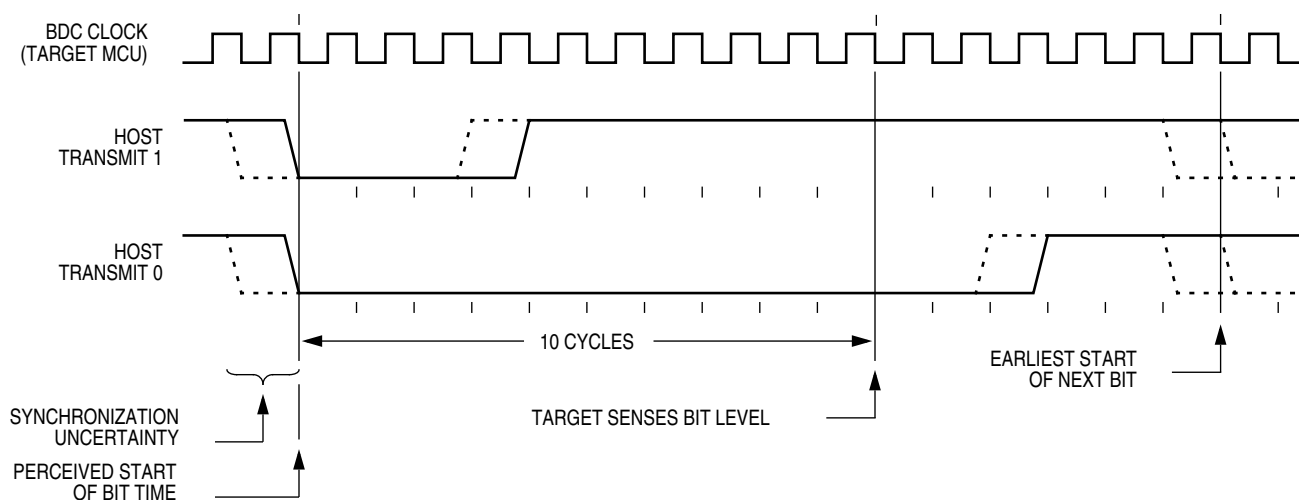 BDC CLOCK
(TARGET MCU)
HOST
TRANSMIT 1
HOST
TRANSMIT 0
10 CYCLES
EARLIEST START
OF NEXT BIT
TARGET SENSES BIT LEVEL
SYNCHRONIZATION
UNCERTAINTY
PERCEIVED START
OF BIT TIME